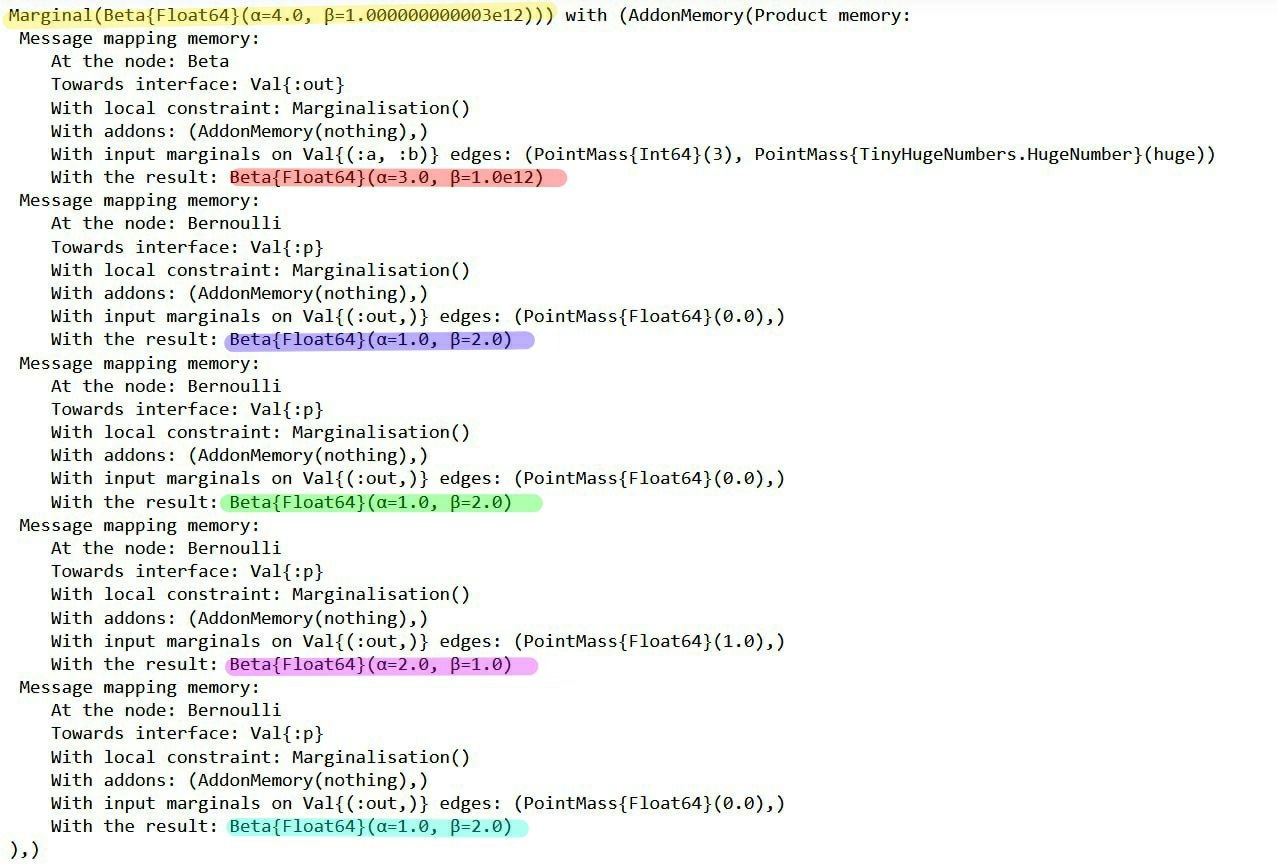 Marginal(Beta{Float64}(α=4.0, β=1.000000000003e12))) with (AddonMemory(Product memory:
 Message mapping memory:
    At the node: Beta
    Towards interface: Val{:out}
    With local constraint: Marginalisation()
    With addons: (AddonMemory(nothing),)
    With input marginals on Val{(:a, :b)} edges: (PointMass{Int64}(3), PointMass{TinyHugeNumbers.HugeNumber}(huge))
    With the result: Beta{Float64}(α=3.0, β=1.0e12)
 Message mapping memory:
    At the node: Bernoulli
    Towards interface: Val{:p}
    With local constraint: Marginalisation()
    With addons: (AddonMemory(nothing),)
    With input marginals on Val{(:out,)} edges: (PointMass{Float64}(0.0),)
    With the result: Beta{Float64}(α=1.0, β=2.0)
 Message mapping memory:
    At the node: Bernoulli
    Towards interface: Val{:p}
    With local constraint: Marginalisation()
    With addons: (AddonMemory(nothing),)
    With input marginals on Val{(:out,)} edges: (PointMass{Float64}(0.0),)
    With the result: Beta{Float64}(α=1.0, β=2.0)
 Message mapping memory:
    At the node: Bernoulli
    Towards interface: Val{:p}
    With local constraint: Marginalisation()
    With addons: (AddonMemory(nothing),)
    With input marginals on Val{(:out,)} edges: (PointMass{Float64}(1.0),)
    With the result: Beta{Float64}(α=2.0, β=1.0)
 Message mapping memory:
    At the node: Bernoulli
    Towards interface: Val{:p}
    With local constraint: Marginalisation()
    With addons: (AddonMemory(nothing),)
    With input marginals on Val{(:out,)} edges: (PointMass{Float64}(0.0),)
    With the result: Beta{Float64}(α=1.0, β=2.0)
),)